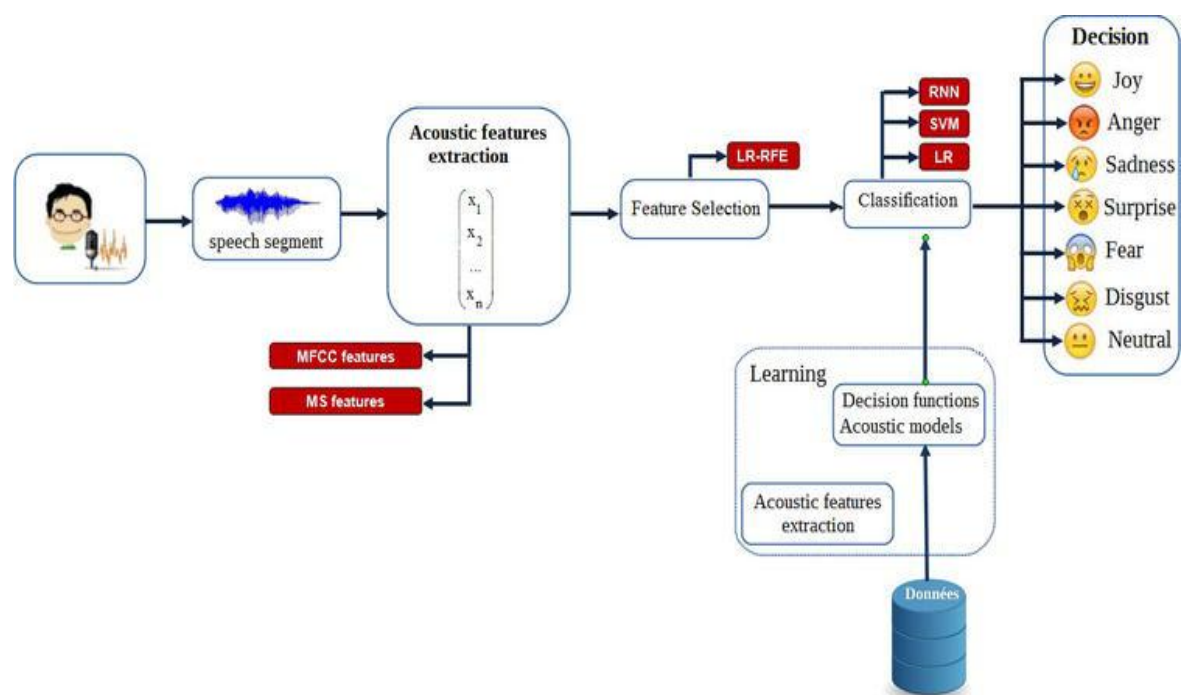 speech segment
Acoustic features
extraction
x1
x2
...
xn
MFCC features
MS features
LR-RFE
Feature Selection
RNN
SVM
LR
Classification
Decision
Joy
Anger
Sadness
Surprise
Fear
Disgust
Neutral
Learning
Decision functions
Acoustic models
Acoustic features
extraction
Données